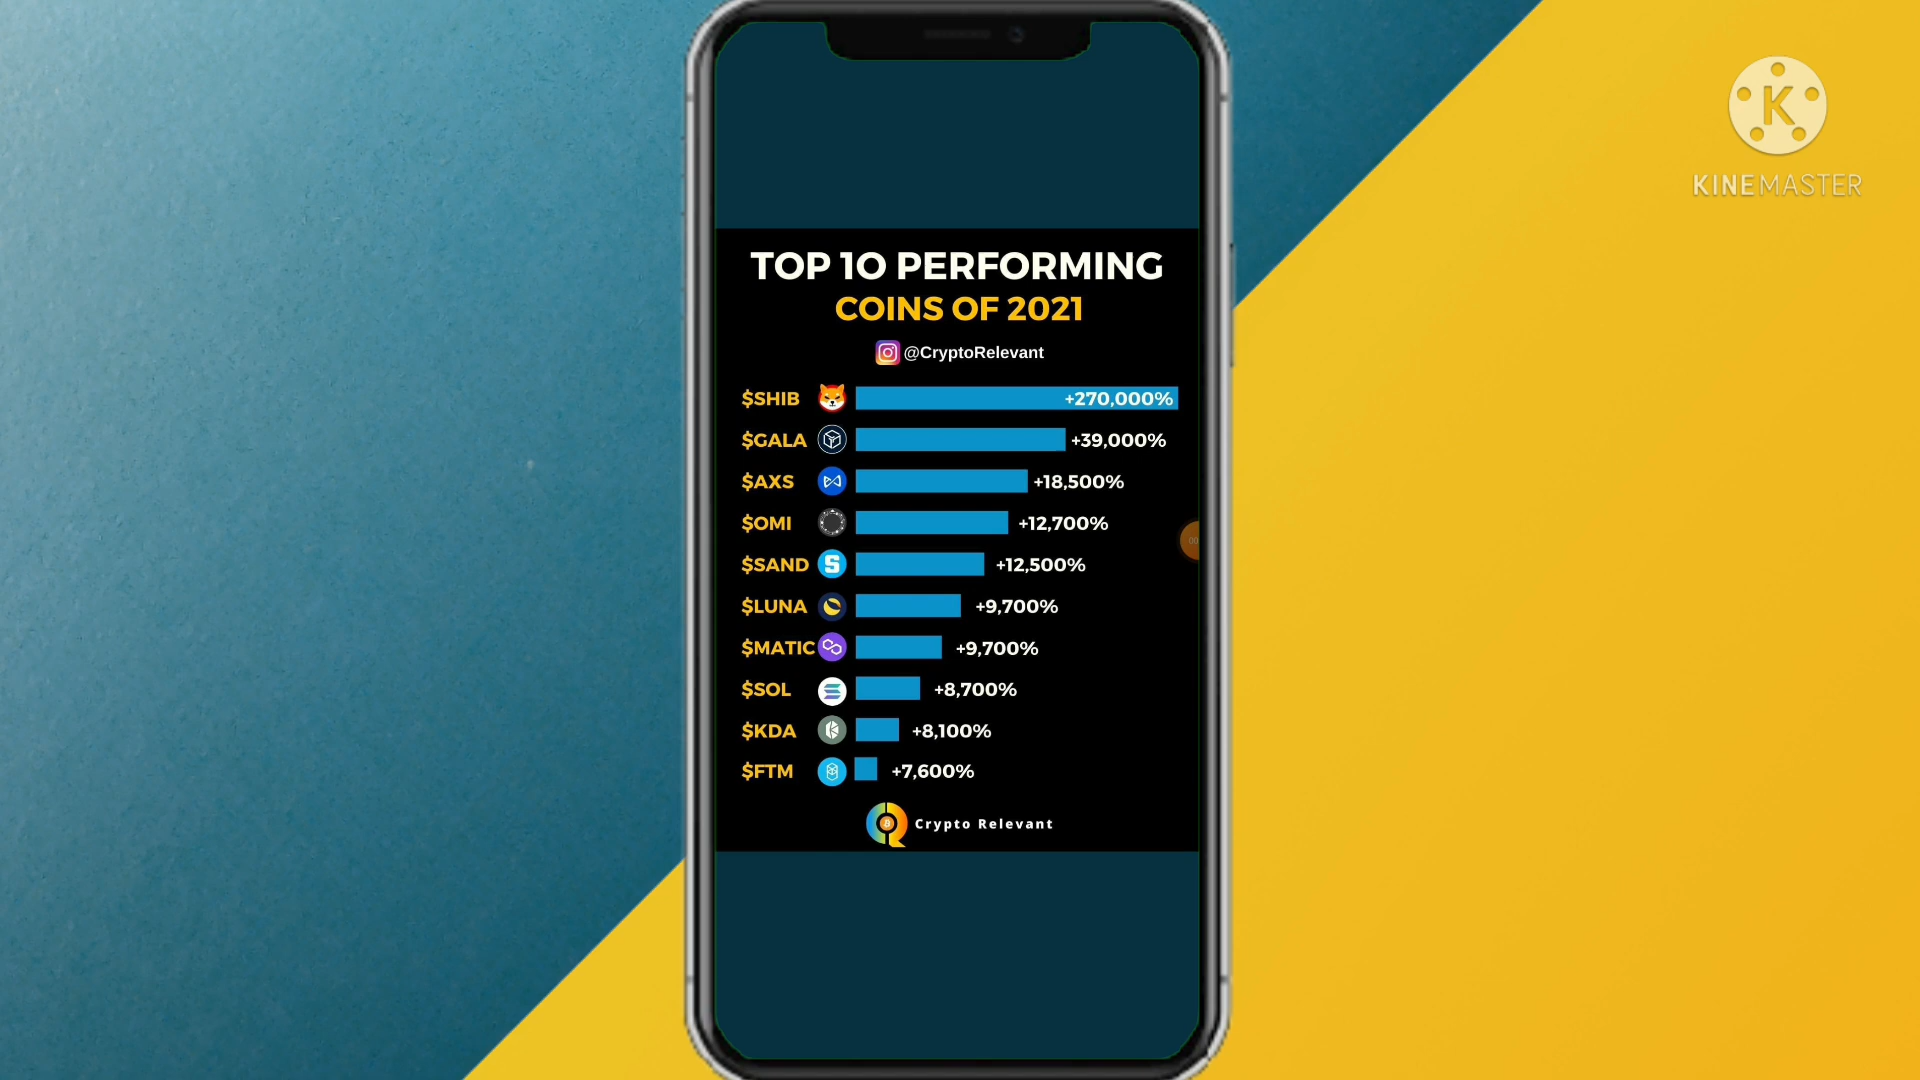 TOP 10 PERFORMING
COINS OF 2021
@CryptoRelevant
$SHIB +270,000%
$GALA +39,000%
$AXS +18,500%
$OMI +12,700%
$SAND +12,500%
$LUNA +9,700%
$MATIC +9,700%
$SOL +8,700%
$KDA +8,100%
$FTM +7,600%
Crypto Relevant
K
KINEMASTER
00